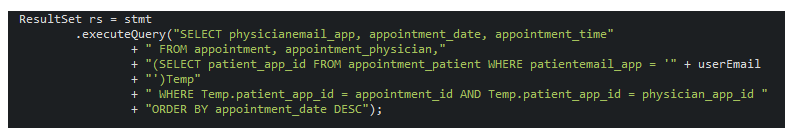 ResultSet rs = stmt
.executeQuery("SELECT physicianemail_app, appointment_date, appointment_time"
+ " FROM appointment, appointment_physician,"
+ "(SELECT patient_app_id FROM appointment_patient WHERE patientemail_app = '" + userEmail
+ "')Temp"
+ " WHERE Temp.patient_app_id = appointment_id AND Temp.patient_app_id = physician_app_id "
+ "ORDER BY appointment_date DESC");